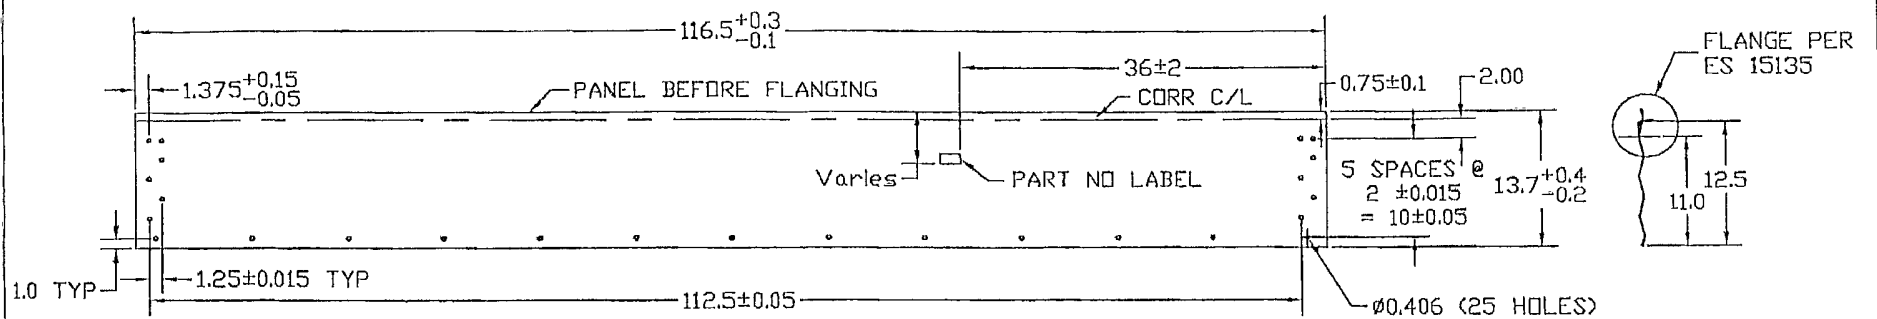 116.5+0.3
-0.1
FLANGE PER
ES 15135
36±2
1.375+0.15
-0.05
PANEL BEFORE FLANGING
CORR C/L
0.75±0.1
2.00
Varies
PART NO LABEL
5 SPACES @
2 ±0.015
= 10±0.05
13.7+0.4
-0.2
11.0
12.5
1.0 TYP
1.25±0.015 TYP
112.5±0.05
ø0.406 (25 HOLES)